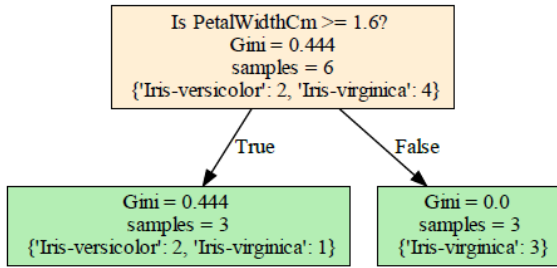 Is PetalWidthCm >= 1.6?
Gini = 0.444
samples = 6
{'Iris-versicolor': 2, 'Iris-virginica': 4}
True
False
Gini = 0.444
samples = 3
{'Iris-versicolor': 2, 'Iris-virginica': 1}
Gini = 0.0
samples = 3
{'Iris-virginica': 3}